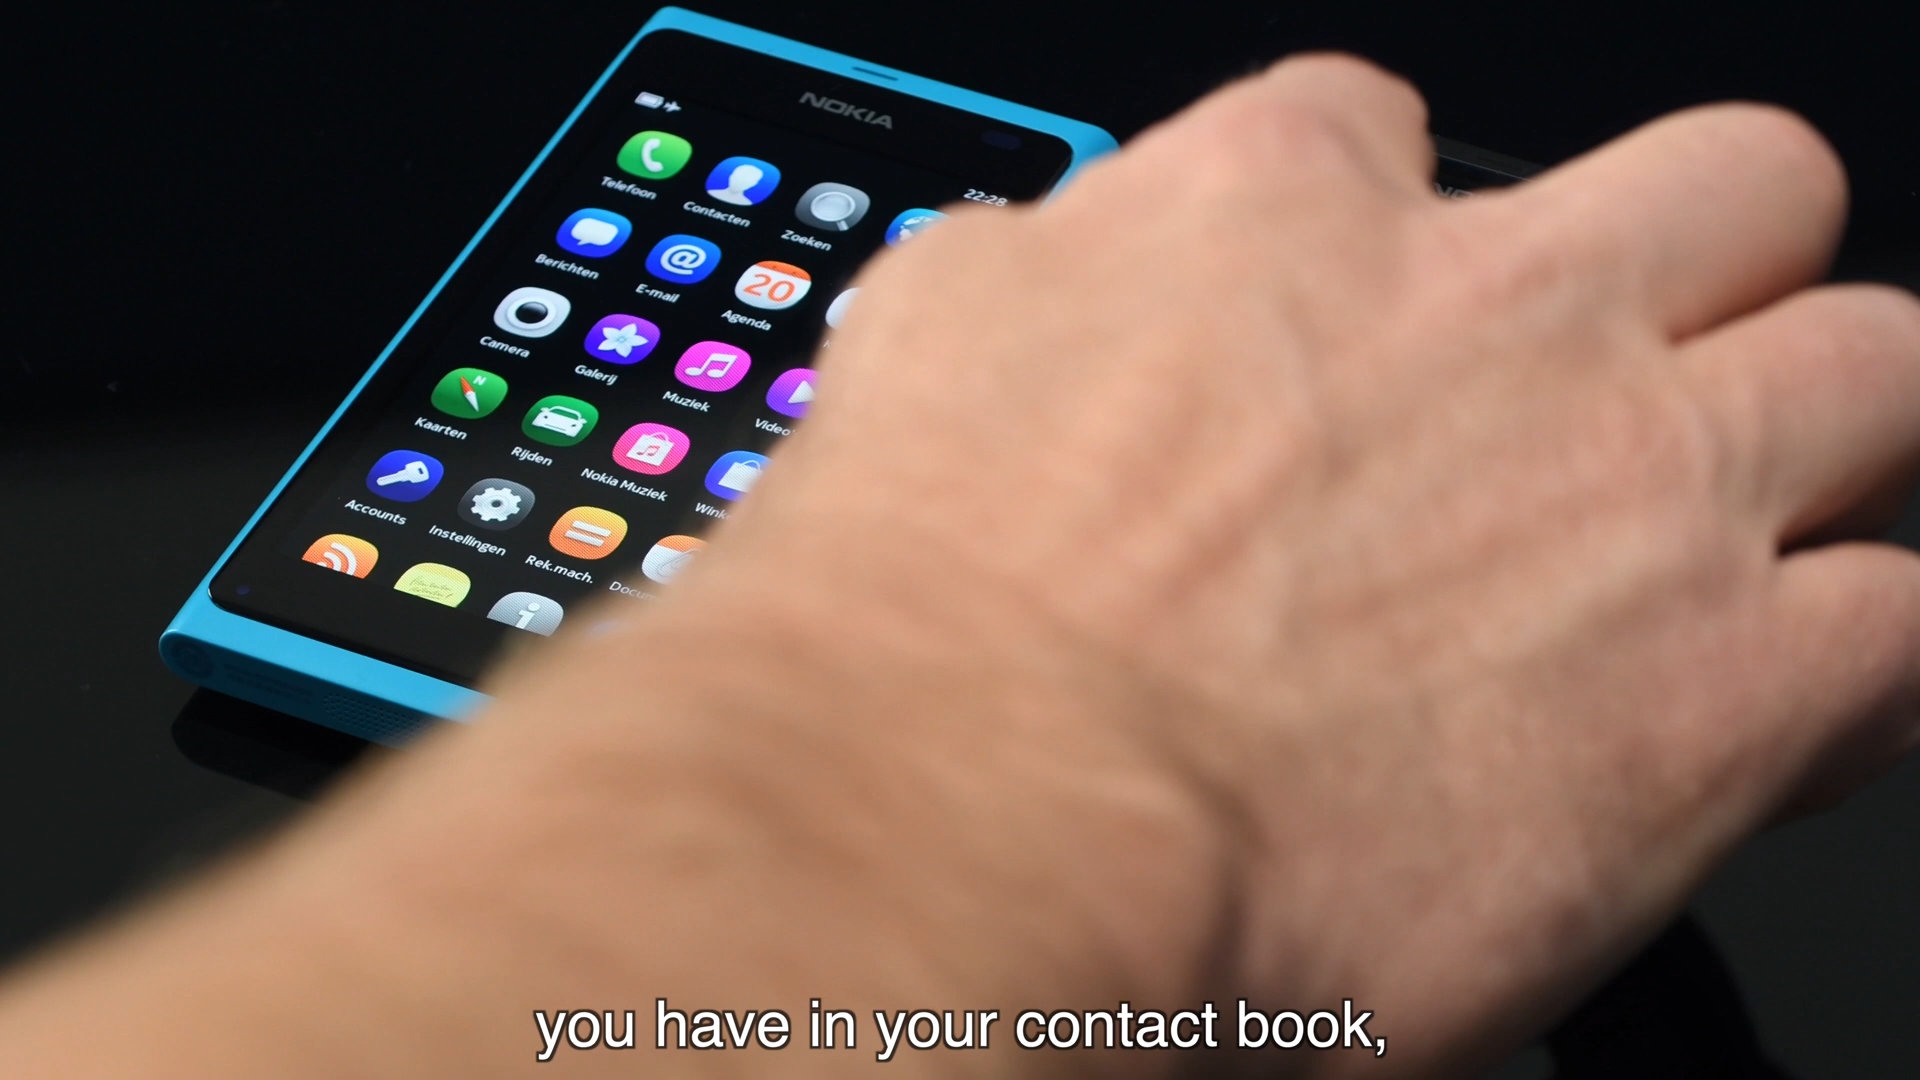 NOKIA
22:28
Telefoon
Contacten
Zoeken
Berichten
E-mail
20
Agenda
Camera
Galerij
Muziek
Video
N
Kaarten
Rijden
Nokia Muziek
Accounts
Instellingen
Rek.mach.
you have in your contact book,